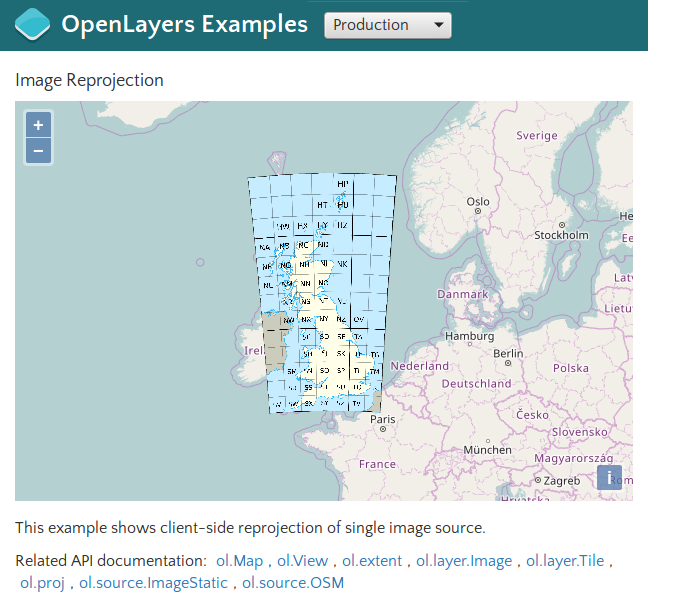 OpenLayers Examples
Production
Image Reprojection
+
−
Sverige
HP
HT HU
Oslo
HW HX HY HZ
Stockholm
He
NA NB NC ND
Ee
NF NG NH NJ NK
NL NM NN NO
Latv
Danmark
NR NS NT NU
Lietu
NW NX NY NZ OV
Hamburg
Irel
SC SD SE TA
Berlin
SH SJ SK TF TG
Nederland
Polska
SM SN SO SP TL TM
Deutschland
SR SS ST SU TQ
Česko
SV SW SX SY SZ TV
Paris
Slovensko
München
Magyarország
France
Zagreb
i
Rom
Hrvatska
This example shows client-side reprojection of single image source.
Related API documentation: ol.Map , ol.View , ol.extent , ol.layer.Image , ol.layer.Tile ,
ol.proj , ol.source.ImageStatic , ol.source.OSM